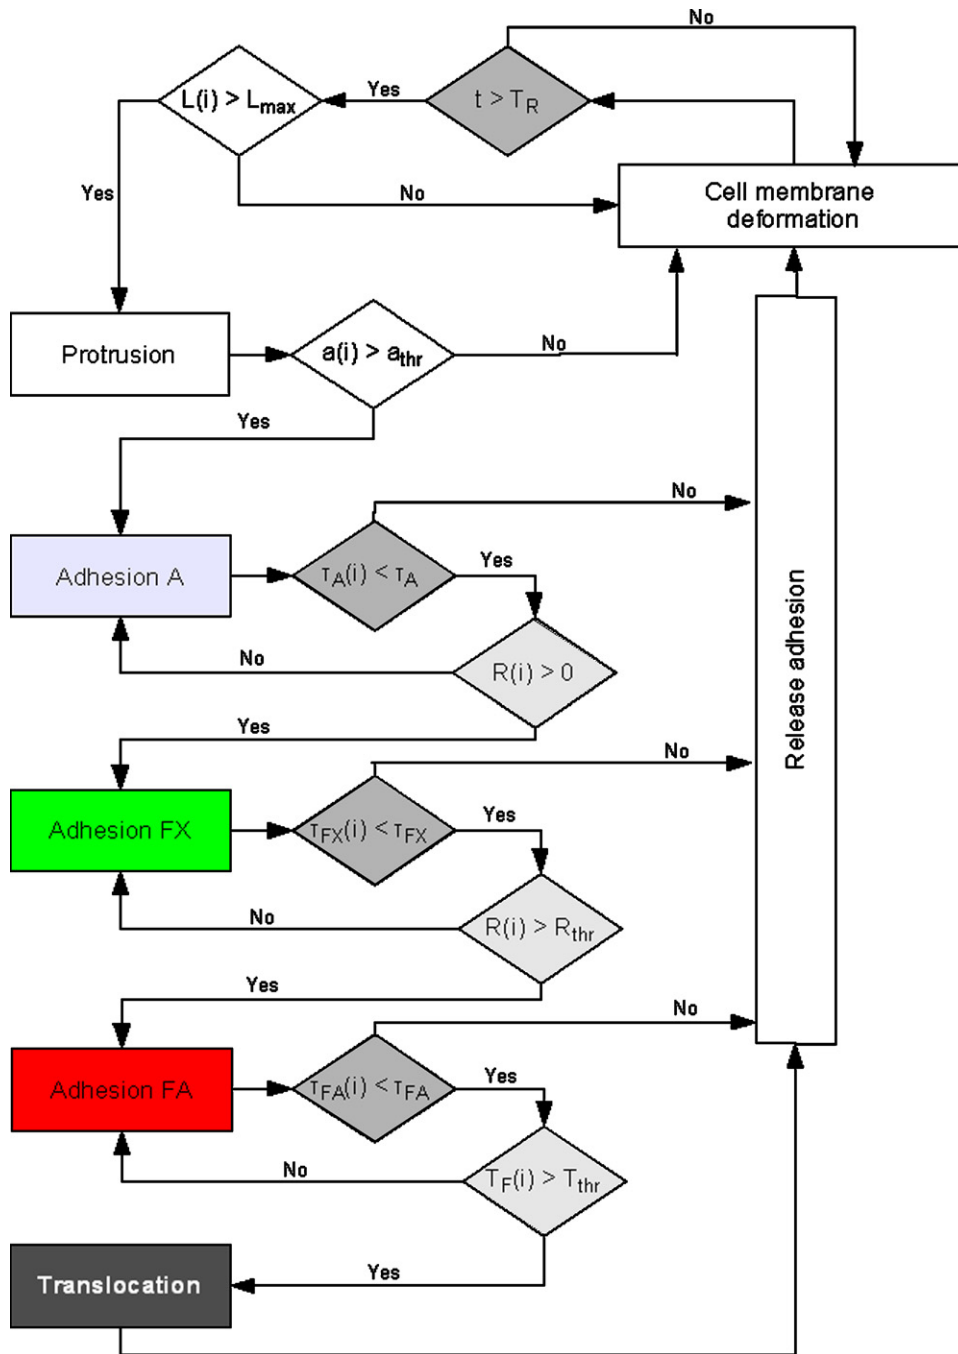 No
Yes
L(i) > Lmax
t > TR
Yes
No
Cell membrane
deformation
Protrusion
a(i) > athr
No
Yes
No
Adhesion A
τA(i) < τA
Yes
No
R(i) > 0
Yes
No
Release adhesion
Adhesion FX
τFX(i) < τFX
Yes
No
R(i) > Rthr
Yes
No
Adhesion FA
τFA(i) < τFA
Yes
No
TF(i) > Tthr
Yes
Translocation